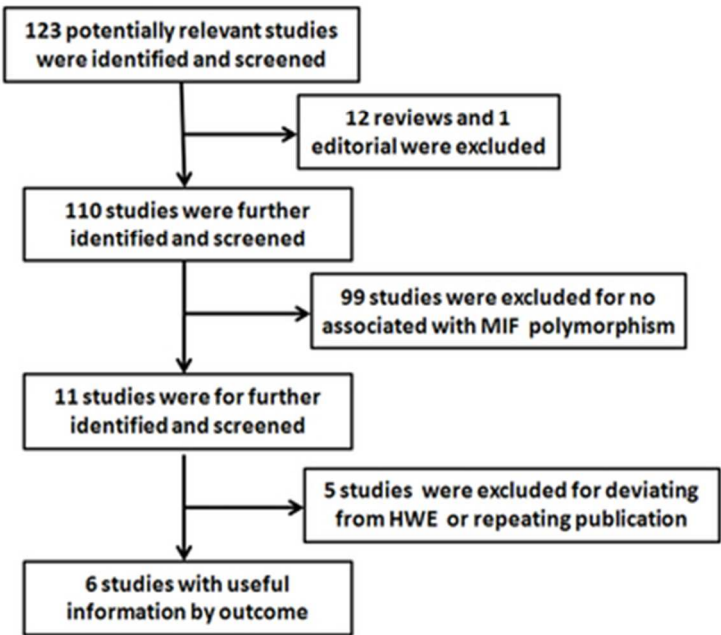 123 potentially relevant studies
were identified and screened
12 reviews and 1
editorial were excluded
110 studies were further
identified and screened
99 studies were excluded for no
associated with MIF polymorphism
11 studies were for further
identified and screened
5 studies were excluded for deviating
from HWE or repeating publication
6 studies with useful
information by outcome